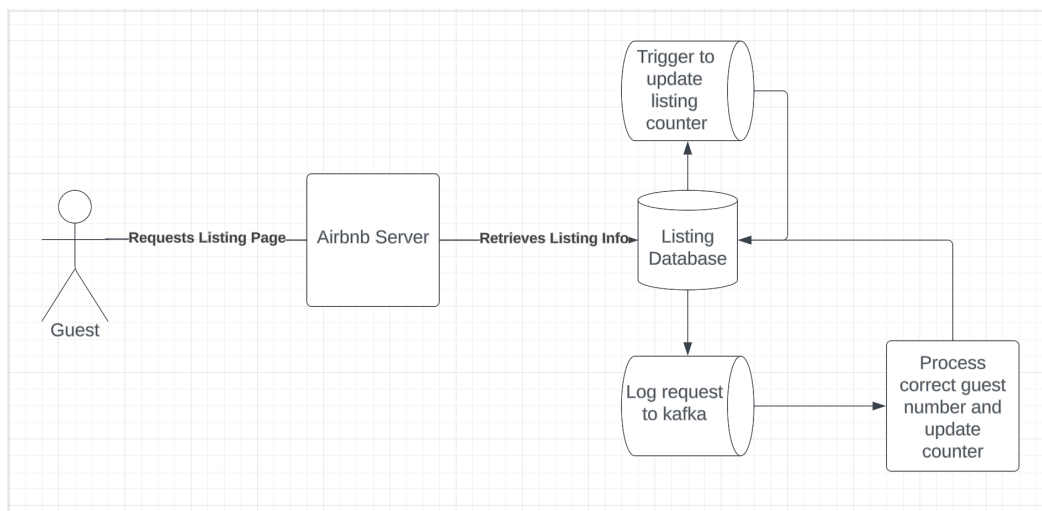 Trigger to
update
listing
counter
Requests Listing Page
Airbnb Server
Retrieves Listing Info
Listing
Database
Guest
Log request
to kafka
Process
correct guest
number and
update
counter